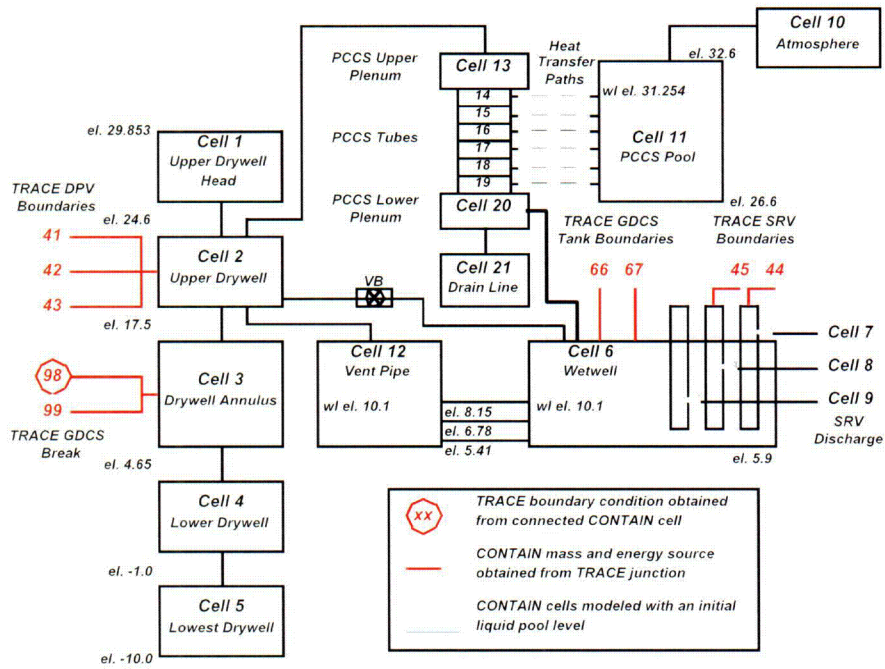 Cell 10
Atmosphere
el. 32.6
PCCS Upper
Plenum
Cell 13
Heat
Transfer
Paths
14
15
16
17
18
19
PCCS Tubes
wl el. 31.254
Cell 11
PCCS Pool
el. 26.6
el. 29.853
Cell 1
Upper Drywell
Head
TRACE DPV
Boundaries
el. 24.6
41
42
43
Cell 2
Upper Drywell
PCCS Lower
Plenum
Cell 20
Cell 21
Drain Line
VB
TRACE GDCS
Tank Boundaries
66
67
TRACE SRV
Boundaries
45
44
el. 17.5
Cell 3
Drywell Annulus
98
99
TRACE GDCS
Break
el. 4.65
Cell 12
Vent Pipe
wl el. 10.1
el. 8.15
el. 6.78
el. 5.41
Cell 6
Wetwell
wl el. 10.1
Cell 7
Cell 8
Cell 9
SRV
Discharge
el. 5.9
Cell 4
Lower Drywell
el. -1.0
Cell 5
Lowest Drywell
el. -10.0
xx
TRACE boundary condition obtained
from connected CONTAIN cell
CONTAIN mass and energy source
obtained from TRACE junction
CONTAIN cells modeled with an initial
liquid pool level